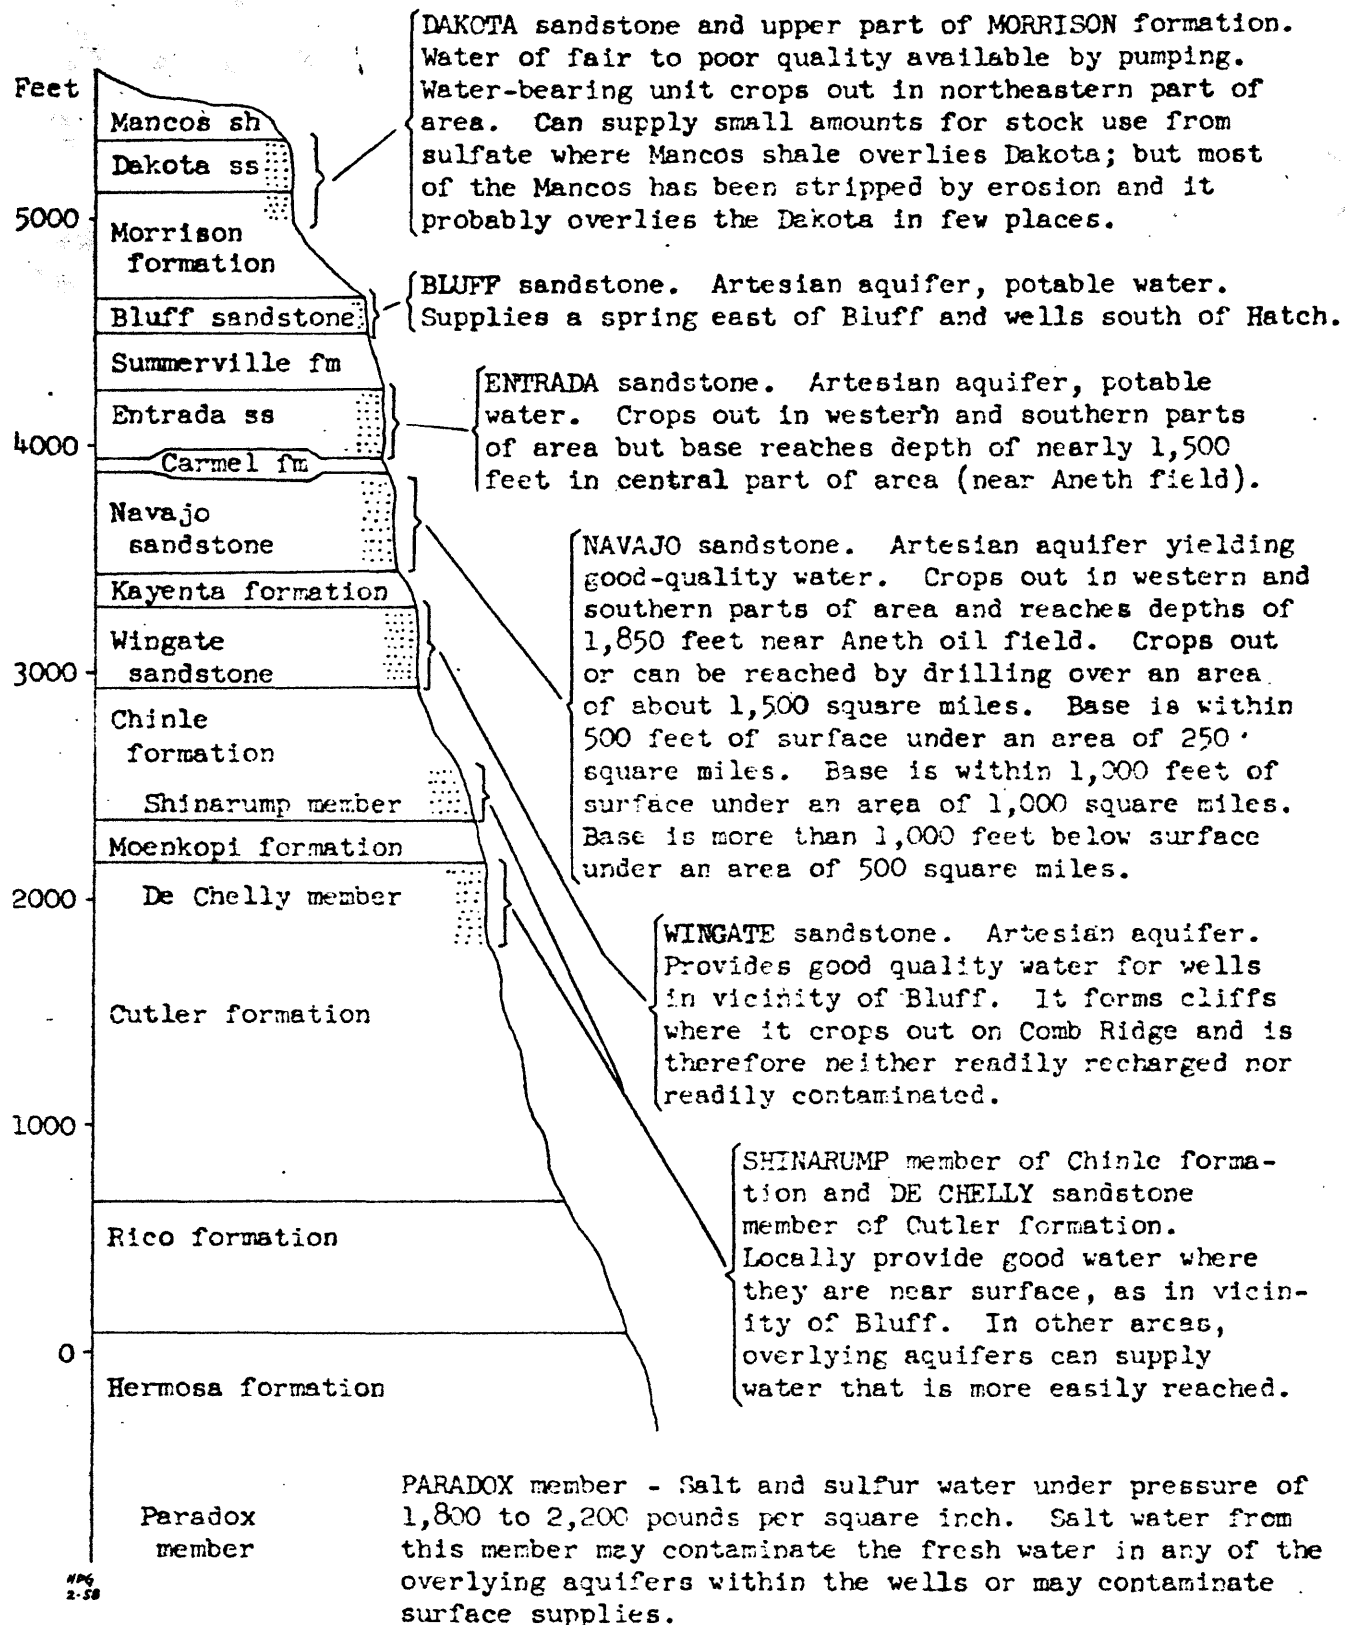 Feet
Mancos sh
Dakota ss
5000
Morrison
formation
Bluff sandstone
Summerville fm
Entrada ss
4000
Carmel fm
Navajo
sandstone
Kayenta formation
Wingate
sandstone
3000
Chinle
formation
Shinarump member
Moenkopi formation
2000
De Chelly member
Cutler formation
1000
Rico formation
0
Hermosa formation
Paradox
member
2-58
DAKOTA sandstone and upper part of MORRISON formation.
Water of fair to poor quality available by pumping.
Water-bearing unit crops out in northeastern part of
area. Can supply small amounts for stock use from
sulfate where Mancos shale overlies Dakota; but most
of the Mancos has been stripped by erosion and it
probably overlies the Dakota in few places.
BLUFF sandstone. Artesian aquifer, potable water.
Supplies a spring east of Bluff and wells south of Hatch.
ENTRADA sandstone. Artesian aquifer, potable
water. Crops out in western and southern parts
of area but base reaches depth of nearly 1,500
feet in central part of area (near Aneth field).
NAVAJO sandstone. Artesian aquifer yielding
good-quality water. Crops out in western and
southern parts of area and reaches depths of
1,850 feet near Aneth oil field. Crops out
or can be reached by drilling over an area
of about 1,500 square miles. Base is within
500 feet of surface under an area of 250
square miles. Base is within 1,000 feet of
surface under an area of 1,000 square miles.
Base is more than 1,000 feet below surface
under an area of 500 square miles.
WINGATE sandstone. Artesian aquifer.
Provides good quality water for wells
in vicinity of Bluff. It forms cliffs
where it crops out on Comb Ridge and is
therefore neither readily recharged nor
readily contaminated.
SHINARUMP member of Chinle forma-
tion and DE CHELLY sandstone
member of Cutler formation.
Locally provide good water where
they are near surface, as in vicin-
ity of Bluff. In other areas,
overlying aquifers can supply
water that is more easily reached.
PARADOX member - Salt and sulfur water under pressure of
1,800 to 2,200 pounds per square inch. Salt water from
this member may contaminate the fresh water in any of the
overlying aquifers within the wells or may contaminate
surface supplies.